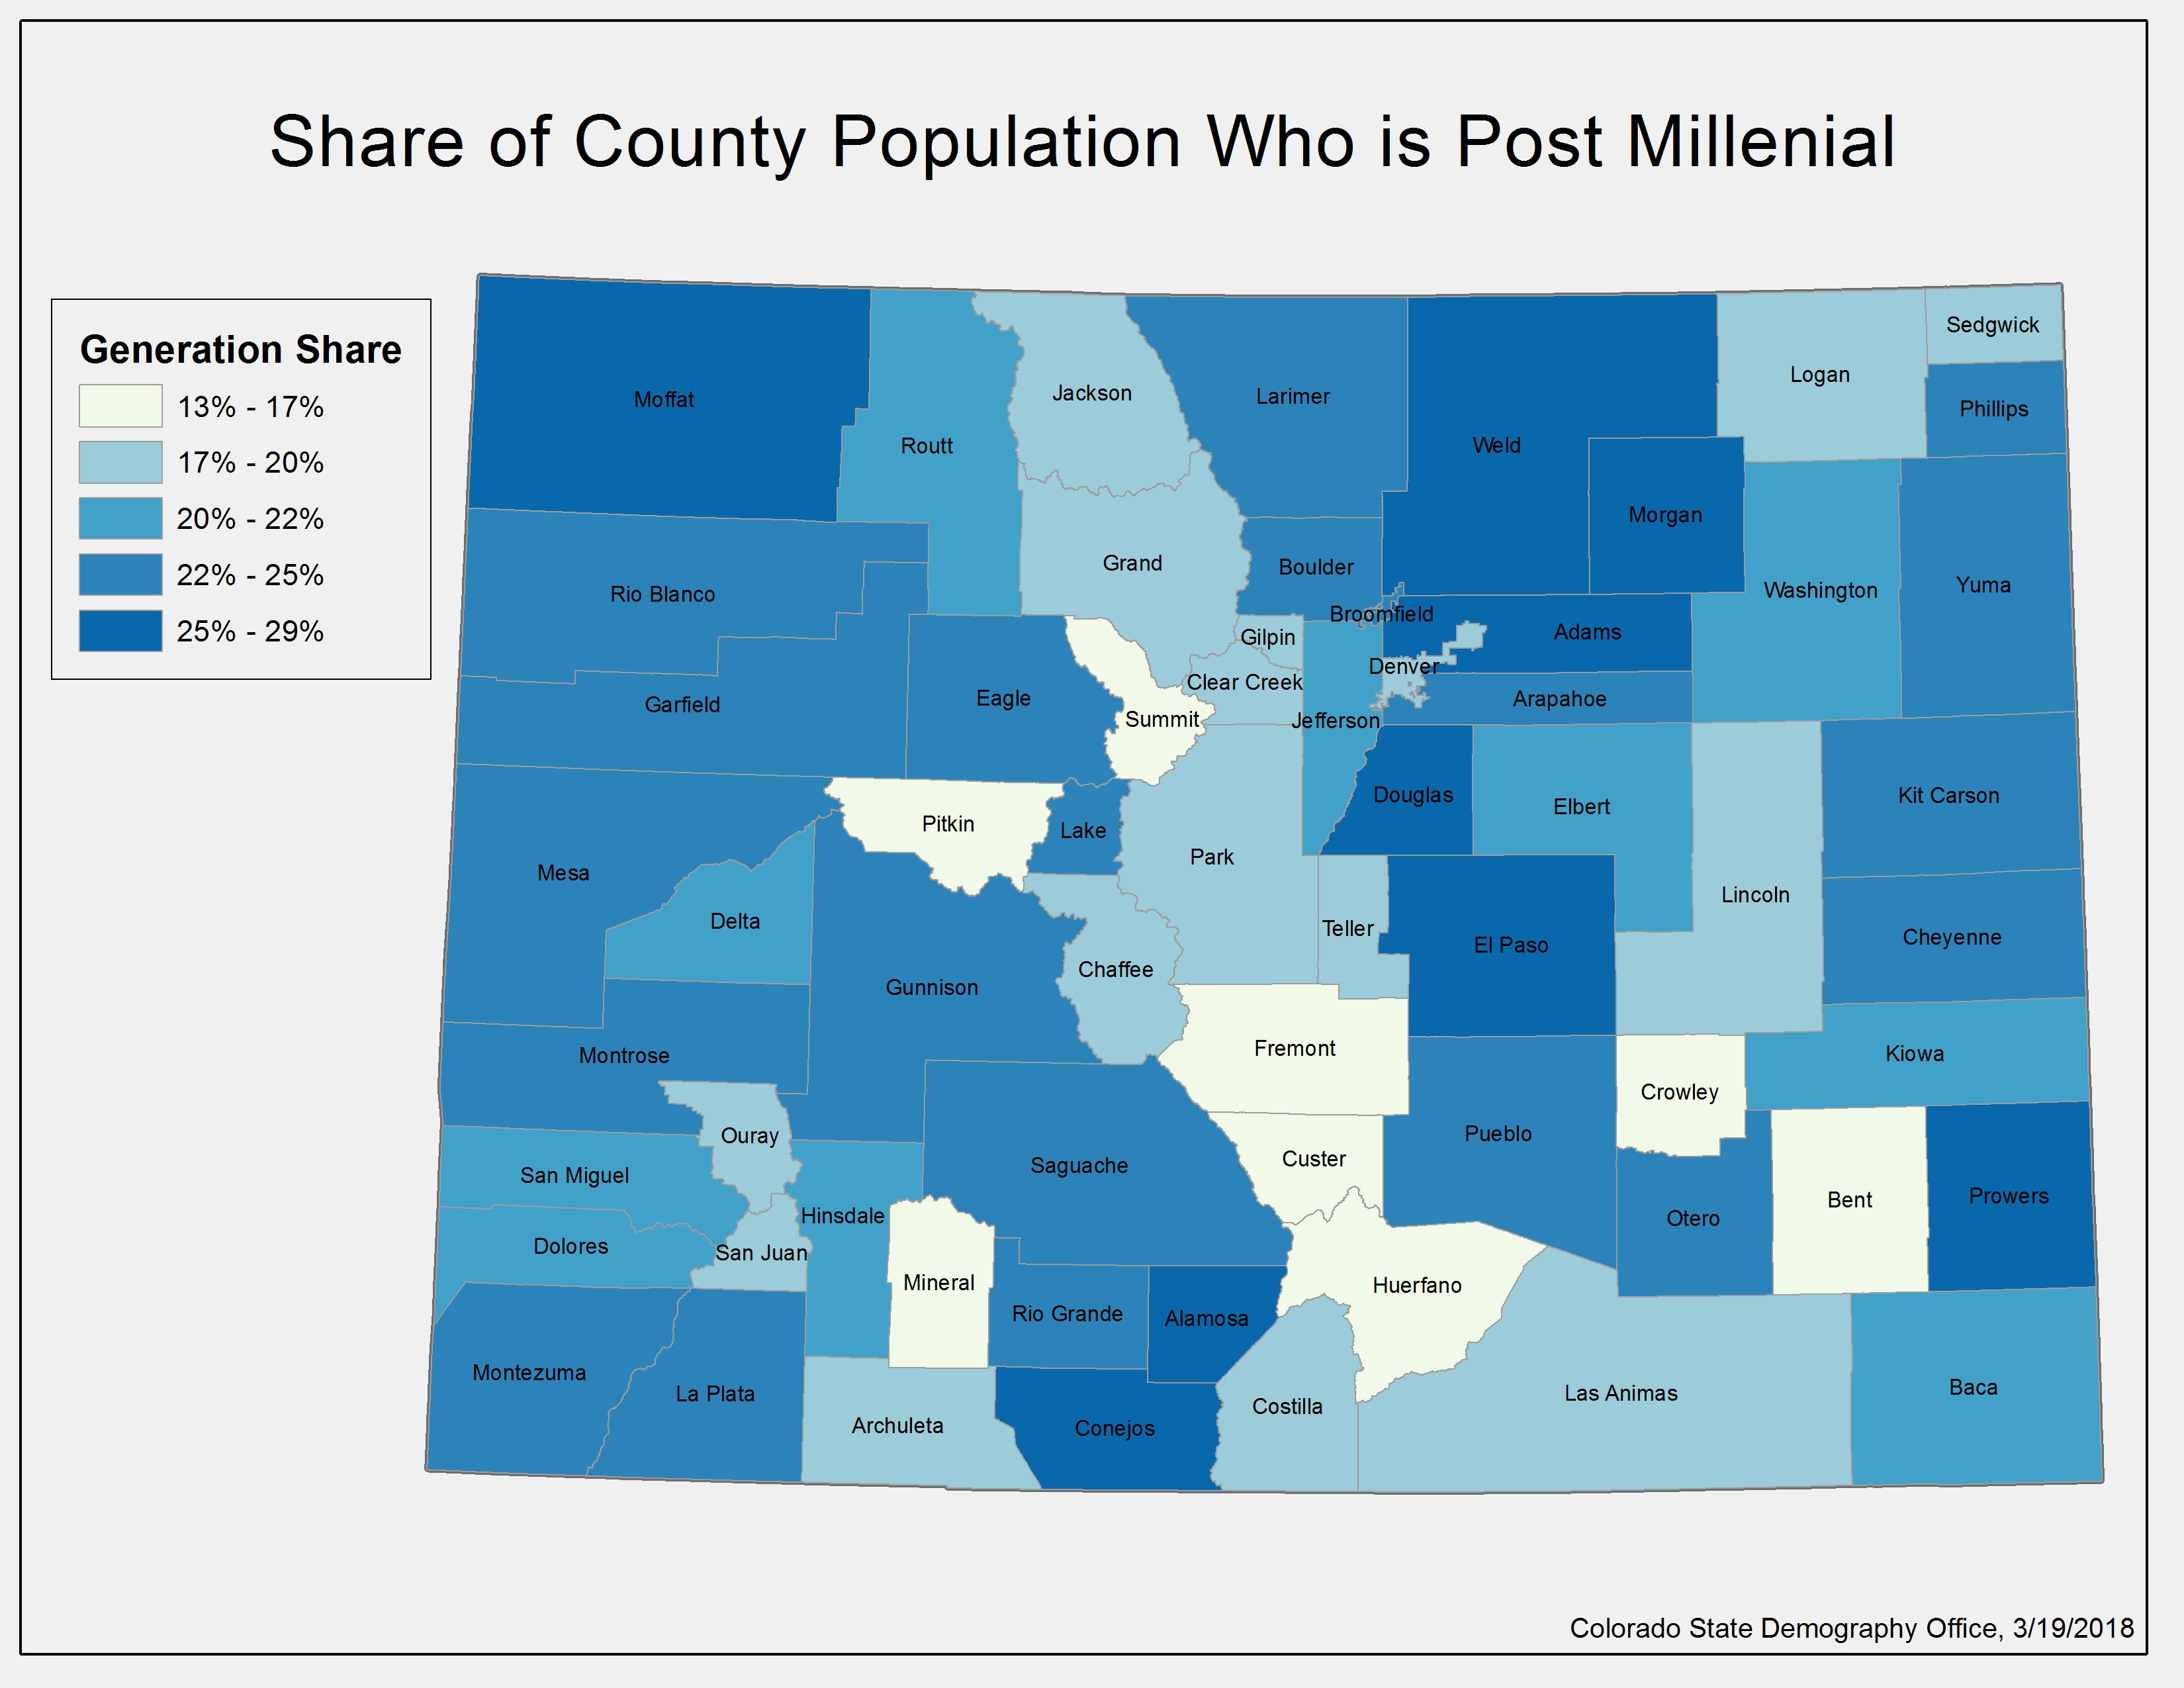 Share of County Population Who is Post Millenial
Generation Share
13% - 17%
17% - 20%
20% - 22%
22% - 25%
25% - 29%
Sedgwick
Logan
Jackson
Larimer
Moffat
Phillips
Routt
Weld
Morgan
Grand
Boulder
Yuma
Washington
Rio Blanco
Broomfield
Adams
Gilpin
Denver
Clear Creek
Eagle
Arapahoe
Garfield
Summit
Jefferson
Douglas
Kit Carson
Elbert
Pitkin
Lake
Park
Mesa
Lincoln
Delta
Teller
Cheyenne
El Paso
Chaffee
Gunnison
Fremont
Kiowa
Montrose
Crowley
Pueblo
Ouray
Custer
Saguache
San Miguel
Prowers
Bent
Hinsdale
Otero
Dolores
San Juan
Mineral
Huerfano
Rio Grande
Alamosa
Montezuma
Baca
La Plata
Las Animas
Costilla
Archuleta
Conejos
Colorado State Demography Office, 3/19/2018